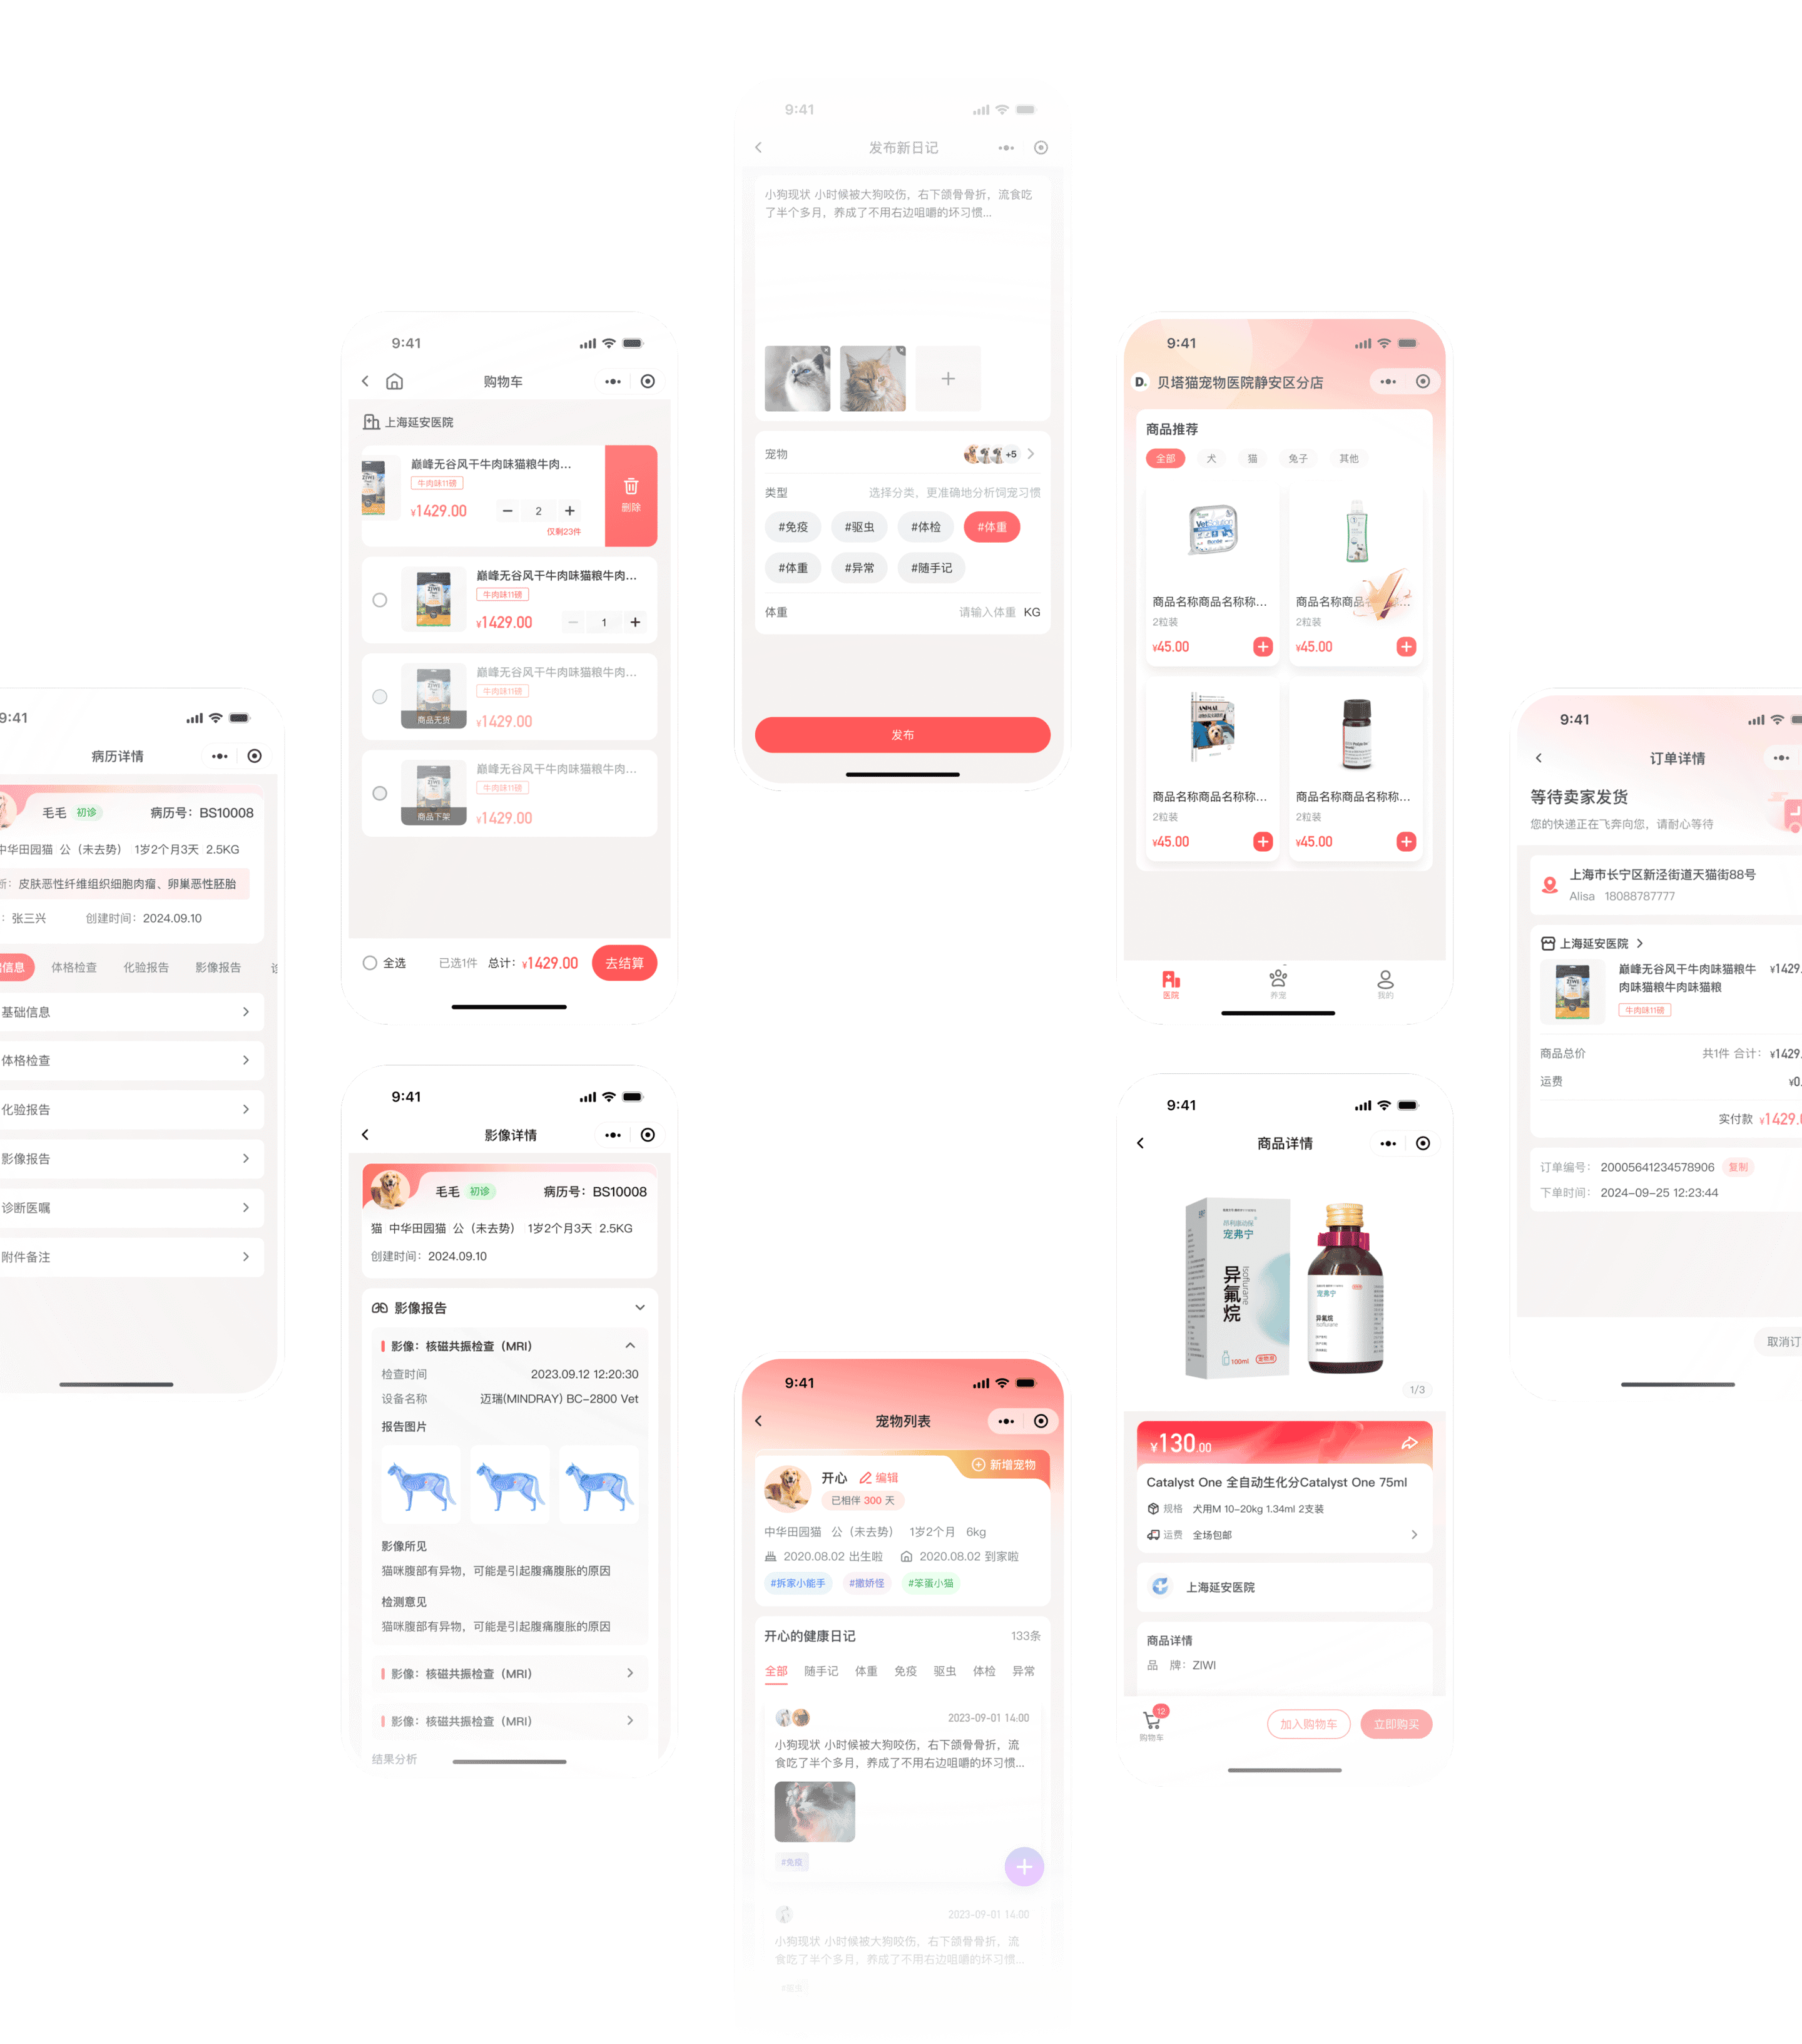 9:41
发布新日记
小狗现状 小时候被大狗咬伤，右下颌骨骨折，流食吃
了半个多月，养成了不用右边咀嚼的坏习惯...
宠物
+5
类型
选择分类，更准确地分析饲宠习惯
#免疫
#驱虫
#体检
#体重
#体重
#异常
#随手记
体重
请输入体重 KG
发布
9:41
购物车
上海延安医院
巅峰无谷风干牛肉味猫粮牛肉...
牛肉味11磅
¥1429.00
2
仅剩23件
删除
ZIWI
巅峰无谷风干牛肉味猫粮牛肉...
牛肉味11磅
¥1429.00
1
ZIWI
商品无货
巅峰无谷风干牛肉味猫粮牛肉...
牛肉味11磅
¥1429.00
ZIWI
商品下架
巅峰无谷风干牛肉味猫粮牛肉...
牛肉味11磅
¥1429.00
全选
已选1件 总计：¥1429.00
去结算
9:41
D. 贝塔猫宠物医院静安区分店
商品推荐
全部
犬
猫
兔子
其他
VetSolution
商品名称商品名称称...
2粒装
¥45.00
商品名称商品名称称...
2粒装
¥45.00
ANIMAL
商品名称商品名称称...
2粒装
¥45.00
商品名称商品名称称...
2粒装
¥45.00
医院
养宠
我的
9:41
病历详情
毛毛 初诊
病历号：BS10008
中华田园猫 公（未去势） 1岁2个月3天 2.5KG
断：皮肤恶性纤维组织细胞肉瘤、卵巢恶性胚胎
：张三兴
创建时间：2024.09.10
信息
体格检查
化验报告
影像报告
基础信息
体格检查
化验报告
影像报告
诊断医嘱
附件备注
9:41
订单详情
等待卖家发货
您的快递正在飞奔向您，请耐心等待
上海市长宁区新泾街道天猫街88号
Alisa 18088787777
上海延安医院
ZIWI
巅峰无谷风干牛肉味猫粮牛
肉味猫粮牛肉味猫粮
¥1429.
牛肉味11磅
商品总价
共1件 合计：¥1429.
运费
¥0.
实付款 ¥1429.0
订单编号： 20005641234578906 复制
下单时间： 2024-09-25 12:23:44
取消订
9:41
影像详情
毛毛 初诊
病历号：BS10008
猫 中华田园猫 公（未去势） 1岁2个月3天 2.5KG
创建时间：2024.09.10
影像报告
影像：核磁共振检查（MRI）
检查时间
2023.09.12 12:20:30
设备名称
迈瑞(MINDRAY) BC-2800 Vet
报告图片
影像所见
猫咪腹部有异物，可能是引起腹痛腹胀的原因
检测意见
猫咪腹部有异物，可能是引起腹痛腹胀的原因
影像：核磁共振检查（MRI）
影像：核磁共振检查（MRI）
结果分析
9:41
商品详情
宠弗宁
异氟烷
Isoflurane
100ml
宠弗宁
异氟烷
Isoflurane
1/3
¥130.00
Catalyst One 全自动生化分Catalyst One 75ml
规格 犬用M 10-20kg 1.34ml 2支装
运费 全场包邮
上海延安医院
商品详情
品 牌：ZIWI
12
购物车
加入购物车
立即购买
9:41
宠物列表
新增宠物
开心 编辑
已相伴 300 天
中华田园猫 公（未去势） 1岁2个月 6kg
2020.08.02 出生啦
2020.08.02 到家啦
#拆家小能手
#撒娇怪
#笨蛋小猫
开心的健康日记
133条
全部
随手记
体重
免疫
驱虫
体检
异常
2023-09-01 14:00
小狗现状 小时候被大狗咬伤，右下颌骨骨折，流
食吃了半个多月，养成了不用右边咀嚼的坏习惯...
#免疫
2023-09-01 14:00
小狗现状 小时候被大狗咬伤，右下颌骨骨折，流
食吃了半个多月，养成了不用右边咀嚼的坏习惯...